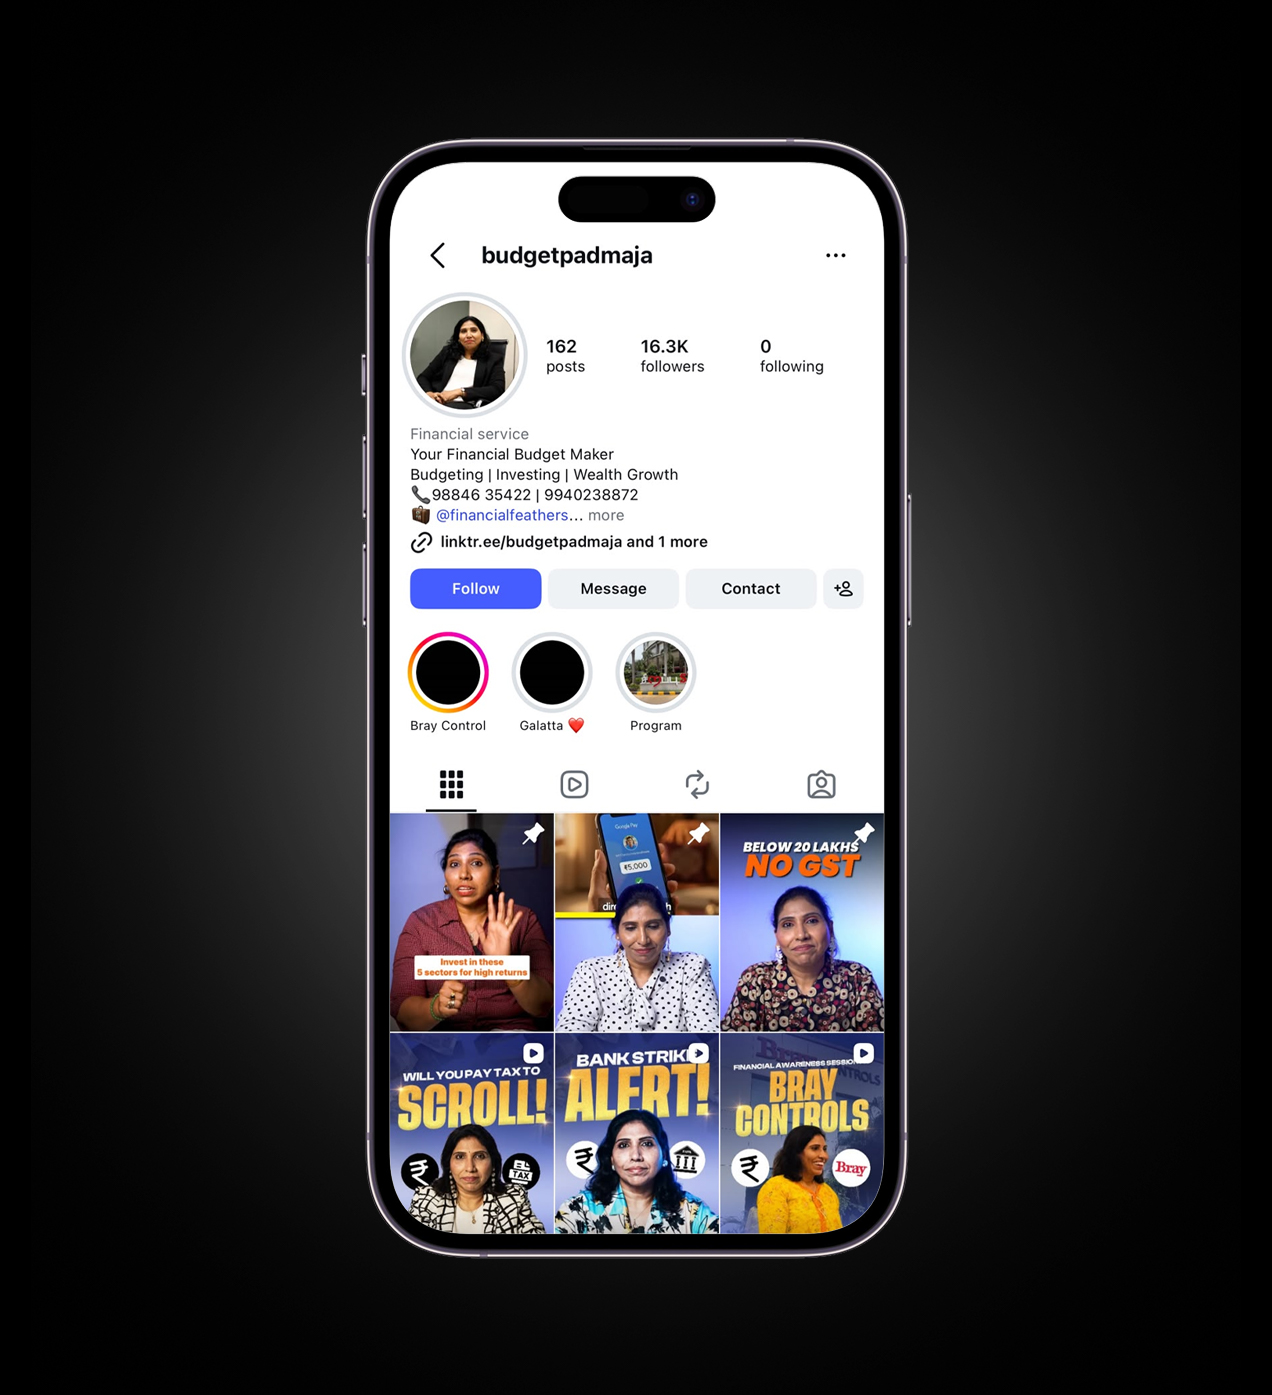 budgetpadmaja
162
posts
16.3K
followers
0
following
Financial service
Your Financial Budget Maker
Budgeting | Investing | Wealth Growth
📞98846 35422 | 9940238872
💼 @financialfeathers... more
linktr.ee/budgetpadmaja and 1 more
Follow
Message
Contact
Bray Control
Galatta ❤️
Program
Invest in these
5 sectors for high returns
Google Pay
₹5,000
BELOW 20 LAKHS
NO GST
WILL YOU PAY TAX TO
SCROLL!
₹
TAX
BANK STRIKE
ALERT!
₹
FINANCIAL AWARENESS SESSION
BRAY
CONTROLS
₹
Bray